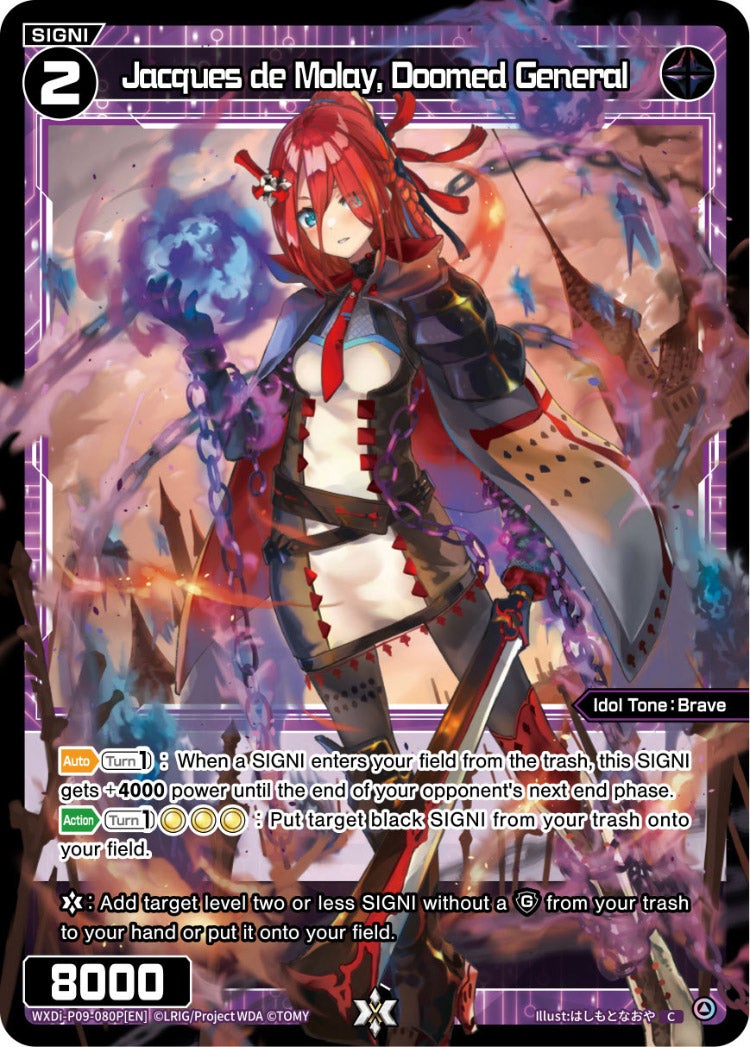 SIGNI
2
Jacques de Molay, Doomed General
Idol Tone:Brave
Auto Turn 1 : When a SIGNI enters your field from the trash, this SIGNI
gets +4000 power until the end of your opponent's next end phase.
Action Turn 1 : Put target black SIGNI from your trash onto
your field.
: Add target level two or less SIGNI without a G from your trash
to your hand or put it onto your field.
8000
WXDi-P09-080P[EN] ©LRIG/Project WDA ©TOMY
Illust:はしもとなおや C